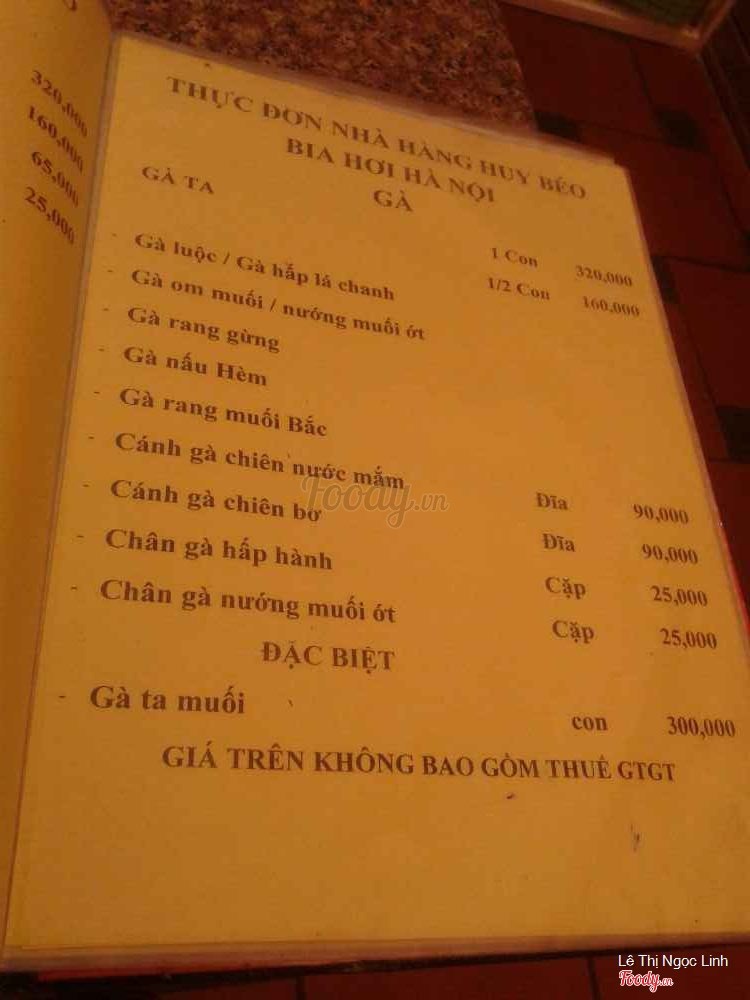 320,000
160,000
65,000
25,000
THỰC ĐƠN NHÀ HÀNG HUY BÉO
BIA HƠI HÀ NỘI
GÀ
GÀ TA
1 Con 320,000
1/2 Con 160,000
- Gà luộc / Gà hấp lá chanh
- Gà om muối / nướng muối ớt
- Gà rang gừng
- Gà nấu Hèm
- Gà rang muối Bắc
- Cánh gà chiên nước mắm Đĩa 90,000
- Cánh gà chiên bơ Đĩa 90,000
- Chân gà hấp hành Cặp 25,000
- Chân gà nướng muối ớt Cặp 25,000
ĐẶC BIỆT
- Gà ta muối con 300,000
GIÁ TRÊN KHÔNG BAO GỒM THUẾ GTGT
Foody.vn
Lê Thị Ngọc Linh
Foody.vn